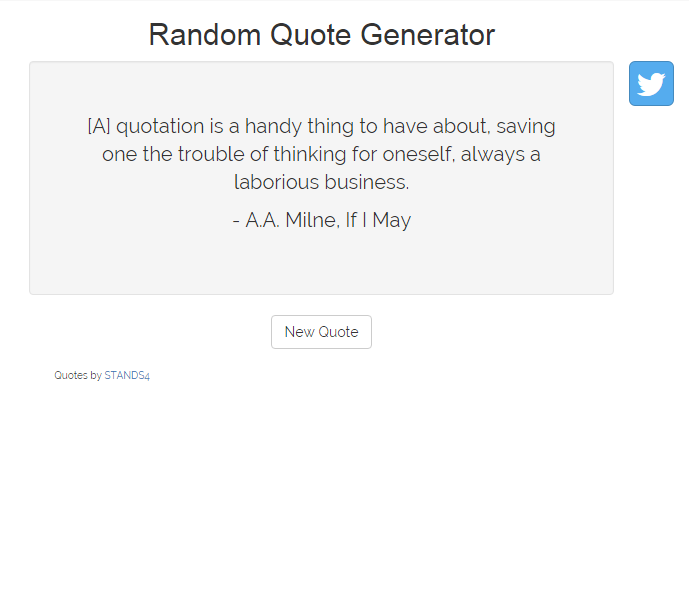 Random Quote Generator
[A] quotation is a handy thing to have about, saving
one the trouble of thinking for oneself, always a
laborious business.
- A.A. Milne, If I May
New Quote
Quotes by STANDS4